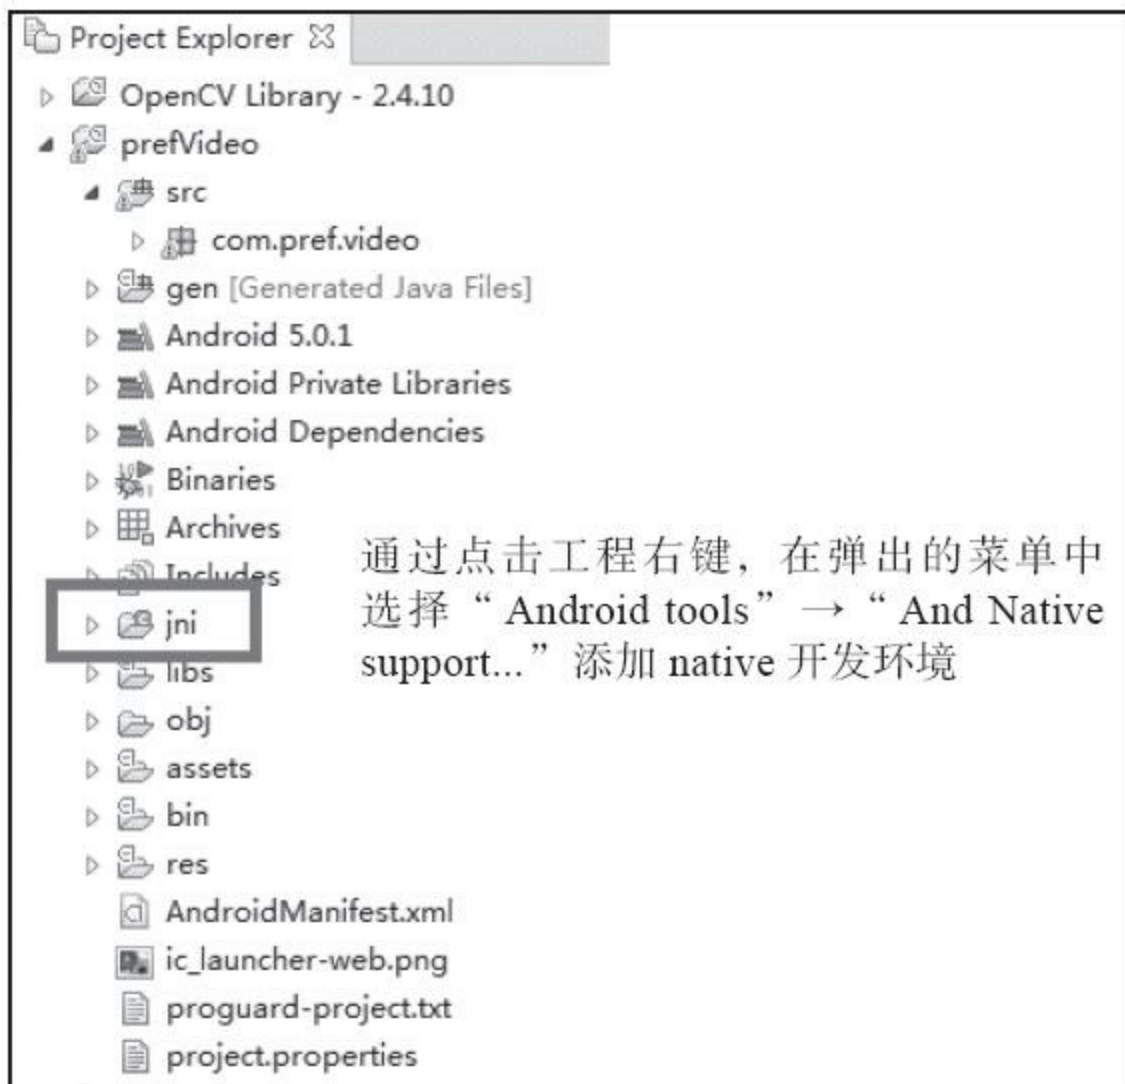 Project Explorer
OpenCV Library - 2.4.10
prefVideo
src
com.pref.video
gen [Generated Java Files]
Android 5.0.1
Android Private Libraries
Android Dependencies
Binaries
Archives
Includes
jni
libs
obj
assets
bin
res
AndroidManifest.xml
ic_launcher-web.png
proguard-project.txt
project.properties
通过点击工程右键，在弹出的菜单中
选择“Android tools”→“And Native
support...”添加 native 开发环境